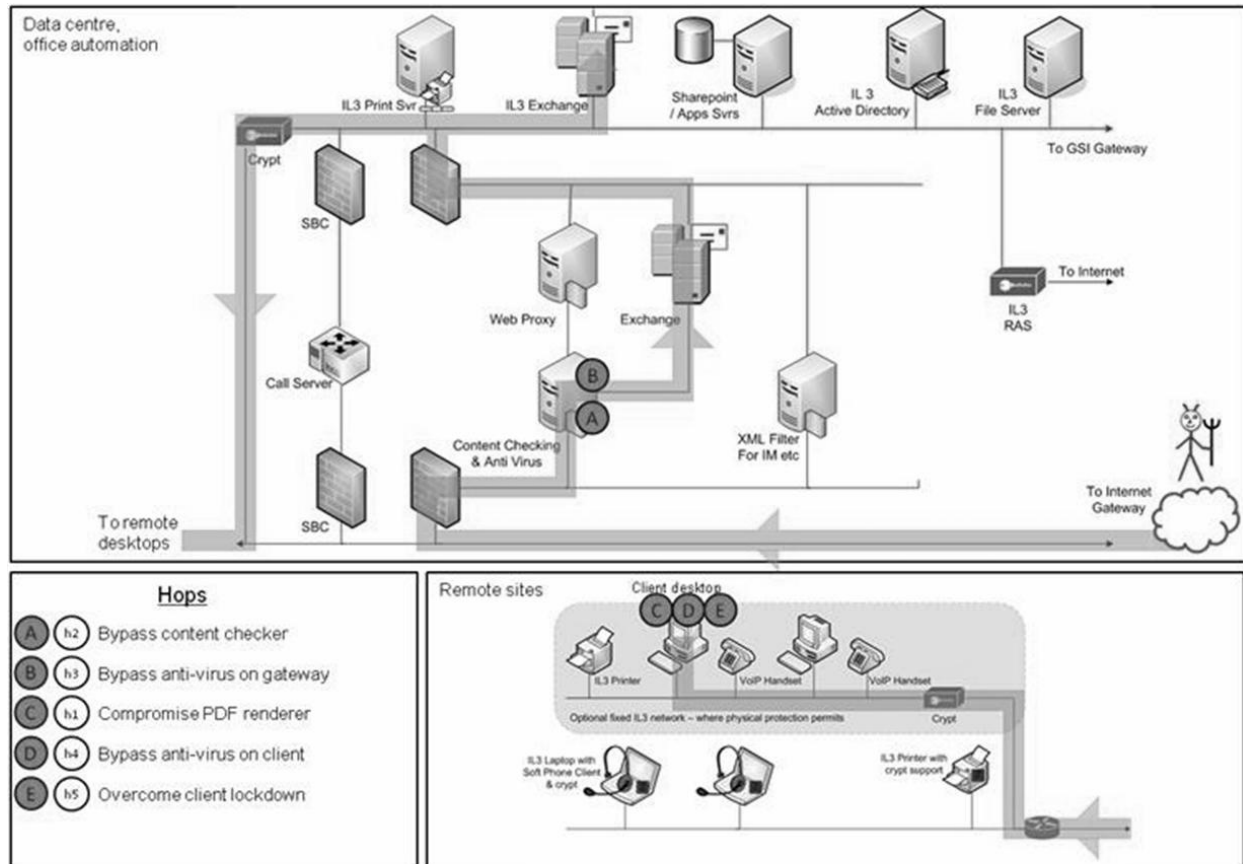 Data centre,
office automation
IL3 Print Svr
IL3 Exchange
Sharepoint
/ Apps Svrs
IL 3
Active Directory
IL3
File Server
To GSI Gateway
Crypt
SBC
To Internet
IL3
RAS
Web Proxy
Exchange
Call Server
B
A
Content Checking
& Anti Virus
XML Filter
For IM etc
SBC
To Internet
Gateway
To remote
desktops
Hops
A h2 Bypass content checker
B h3 Bypass anti-virus on gateway
C h1 Compromise PDF renderer
D h4 Bypass anti-virus on client
E h5 Overcome client lockdown
Remote sites
Client desktop
C D E
IL3 Printer
VoIP Handset
VoIP Handset
Optional fixed IL3 network – where physical protection permits
Crypt
IL3 Laptop with
Soft Phone Client
& crypt
IL3 Printer with
crypt support